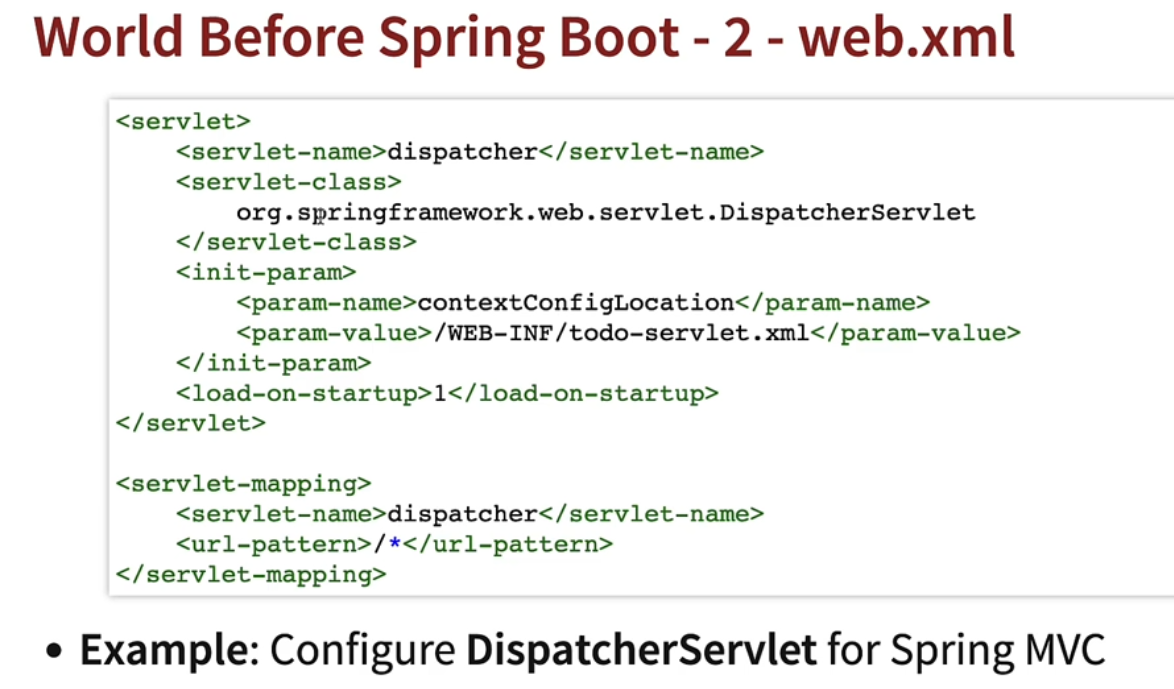 World Before Spring Boot - 2 - web.xml
<servlet>
    <servlet-name>dispatcher</servlet-name>
    <servlet-class>
        org.springframework.web.servlet.DispatcherServlet
    </servlet-class>
    <init-param>
        <param-name>contextConfigLocation</param-name>
        <param-value>/WEB-INF/todo-servlet.xml</param-value>
    </init-param>
    <load-on-startup>1</load-on-startup>
</servlet>

<servlet-mapping>
    <servlet-name>dispatcher</servlet-name>
    <url-pattern>/*</url-pattern>
</servlet-mapping>
• Example: Configure DispatcherServlet for Spring MVC